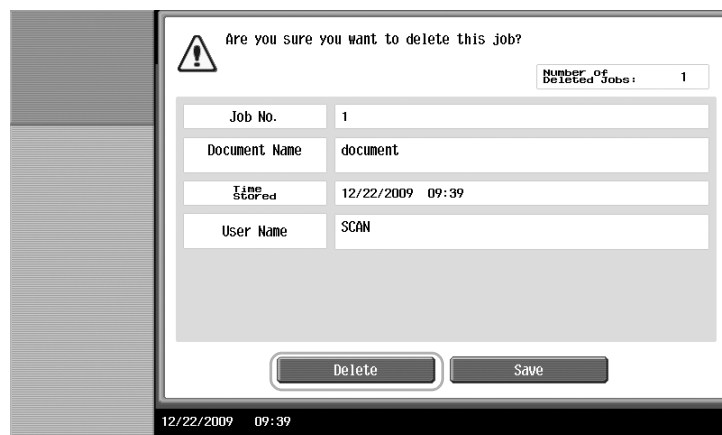 Are you sure you want to delete this job?
Number of
Deleted Jobs: 1
Job No. 1
Document Name document
Time
Stored 12/22/2009 09:39
User Name SCAN
Delete Save
12/22/2009 09:39